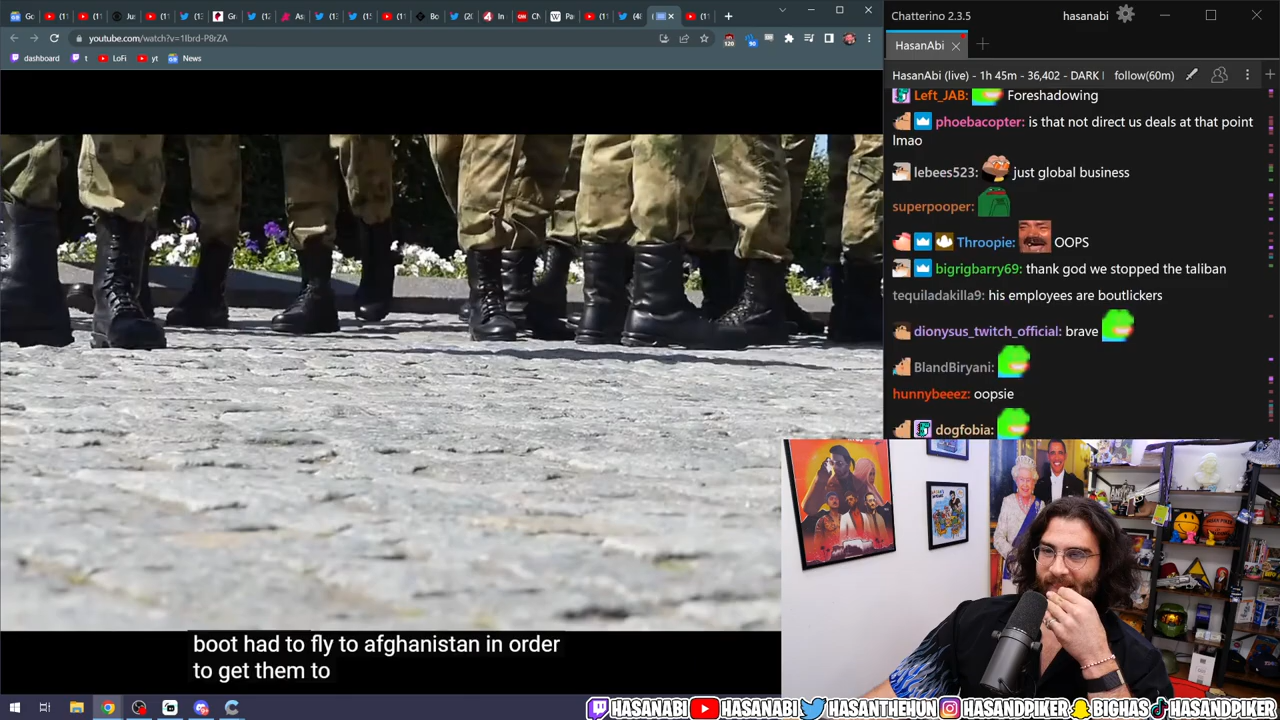 youtube.com/watch?v=1Ibrd-P8rZA
dashboard
t
LoFi
yt
News
Chatterino 2.3.5
hasanabi
HasanAbi
HasanAbi (live) - 1h 45m - 36,402 - DARK
follow(60m)
Left_JAB: Foreshadowing
phoebacopter: is that not direct us deals at that point
lmao
lebees523: just global business
superpooper:
Throopie: OOPS
bigrigbarry69: thank god we stopped the taliban
tequiladakilla9: his employees are boutlickers
dionysus_twitch_official: brave
BlandBiryani:
hunnybeeez: oopsie
dogfobia:
boot had to fly to afghanistan in order
to get them to
HASANABI HASANABI HASANTHEHUN HASANDPIKER BIGHAS HASANDPIKER